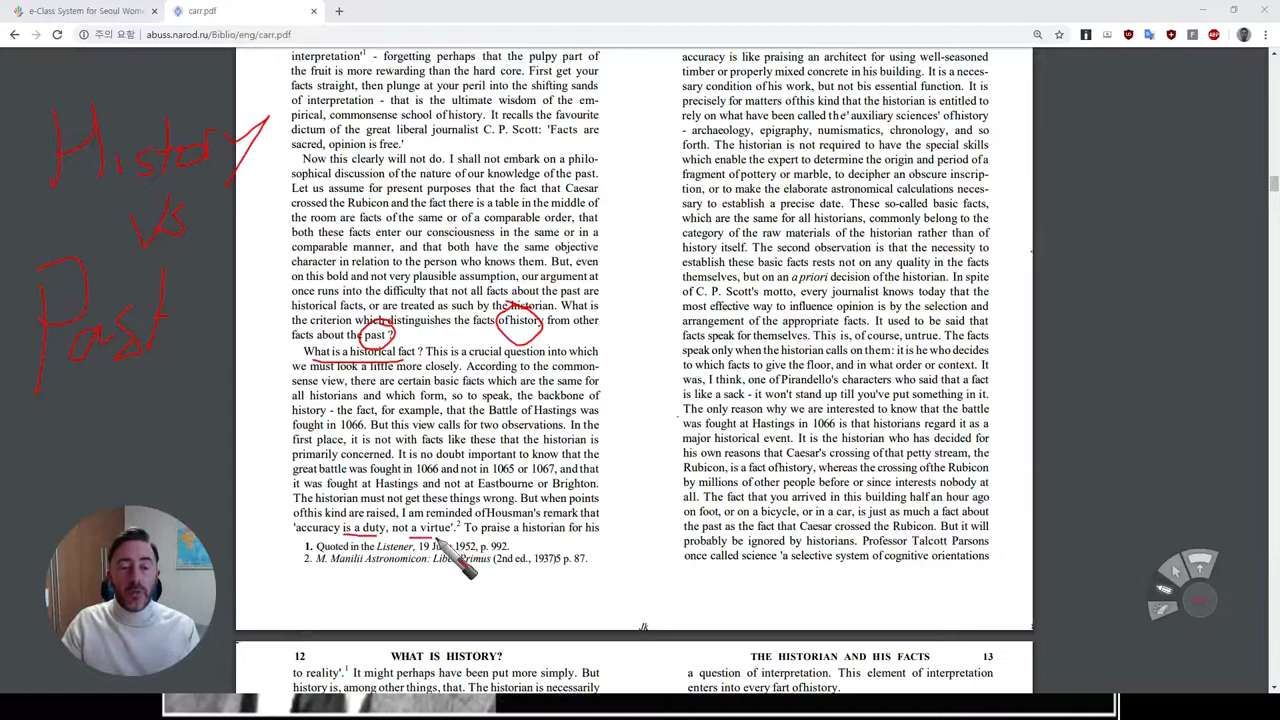 e-Class System for Seoul Wome
carr.pdf
주의 요함
abuss.narod.ru/Biblio/eng/carr.pdf
History
vs
Past
interpretation'1 - forgetting perhaps that the pulpy part of
the fruit is more rewarding than the hard core. First get your
facts straight, then plunge at your peril into the shifting sands
of interpretation - that is the ultimate wisdom of the em-
pirical, commonsense school of history. It recalls the favourite
dictum of the great liberal journalist C. P. Scott: 'Facts are
sacred, opinion is free.'
Now this clearly will not do. I shall not embark on a philo-
sophical discussion of the nature of our knowledge of the past.
Let us assume for present purposes that the fact that Caesar
crossed the Rubicon and the fact there is a table in the middle of
the room are facts of the same or of a comparable order, that
both these facts enter our consciousness in the same or in a
comparable manner, and that both have the same objective
character in relation to the person who knows them. But, even
on this bold and not very plausible assumption, our argument at
once runs into the difficulty that not all facts about the past are
historical facts, or are treated as such by the historian. What is
the criterion which distinguishes the facts of history from other
facts about the past ?
What is a historical fact ? This is a crucial question into which
we must look a little more closely. According to the common-
sense view, there are certain basic facts which are the same for
all historians and which form, so to speak, the backbone of
history - the fact, for example, that the Battle of Hastings was
fought in 1066. But this view calls for two observations. In the
first place, it is not with facts like these that the historian is
primarily concerned. It is no doubt important to know that the
great battle was fought in 1066 and not in 1065 or 1067, and that
it was fought at Hastings and not at Eastbourne or Brighton.
The historian must not get these things wrong. But when points
of this kind are raised, I am reminded of Housman's remark that
'accuracy is a duty, not a virtue'.2 To praise a historian for his
1. Quoted in the Listener, 19 1952, p. 992.
2. M. Manilii Astronomicon: Liber Primus (2nd ed., 1937)5 p. 87.
accuracy is like praising an architect for using well-seasoned
timber or properly mixed concrete in his building. It is a neces-
sary condition of his work, but not bis essential function. It is
precisely for matters of this kind that the historian is entitled to
rely on what have been called the' auxiliary sciences' of history
- archaeology, epigraphy, numismatics, chronology, and so
forth. The historian is not required to have the special skills
which enable the expert to determine the origin and period of a
fragment of pottery or marble, to decipher an obscure inscrip-
tion, or to make the elaborate astronomical calculations neces-
sary to establish a precise date. These so-called basic facts,
which are the same for all historians, commonly belong to the
category of the raw materials of the historian rather than of
history itself. The second observation is that the necessity to
establish these basic facts rests not on any quality in the facts
themselves, but on an a priori decision of the historian. In spite
of C. P. Scott's motto, every journalist knows today that the
most effective way to influence opinion is by the selection and
arrangement of the appropriate facts. It used to be said that
facts speak for themselves. This is, of course, untrue. The facts
speak only when the historian calls on them: it is he who decides
to which facts to give the floor, and in what order or context. It
was, I think, one of Pirandello's characters who said that a fact
is like a sack - it won't stand up till you've put something in it.
The only reason why we are interested to know that the battle
was fought at Hastings in 1066 is that historians regard it as a
major historical event. It is the historian who has decided for
his own reasons that Caesar's crossing of that petty stream, the
Rubicon, is a fact of history, whereas the crossing of the Rubicon
by millions of other people before or since interests nobody at
all. The fact that you arrived in this building half an hour ago
on foot, or on a bicycle, or in a car, is just as much a fact about
the past as the fact that Caesar crossed the Rubicon. But it will
probably be ignored by historians. Professor Talcott Parsons
once called science 'a selective system of cognitive orientations
Jk
12 WHAT IS HISTORY?
to reality'.1 It might perhaps have been put more simply. But
history is, among other things, that. The historian is necessarily
THE HISTORIAN AND HIS FACTS 13
a question of interpretation. This element of interpretation
enters into every fart of history.